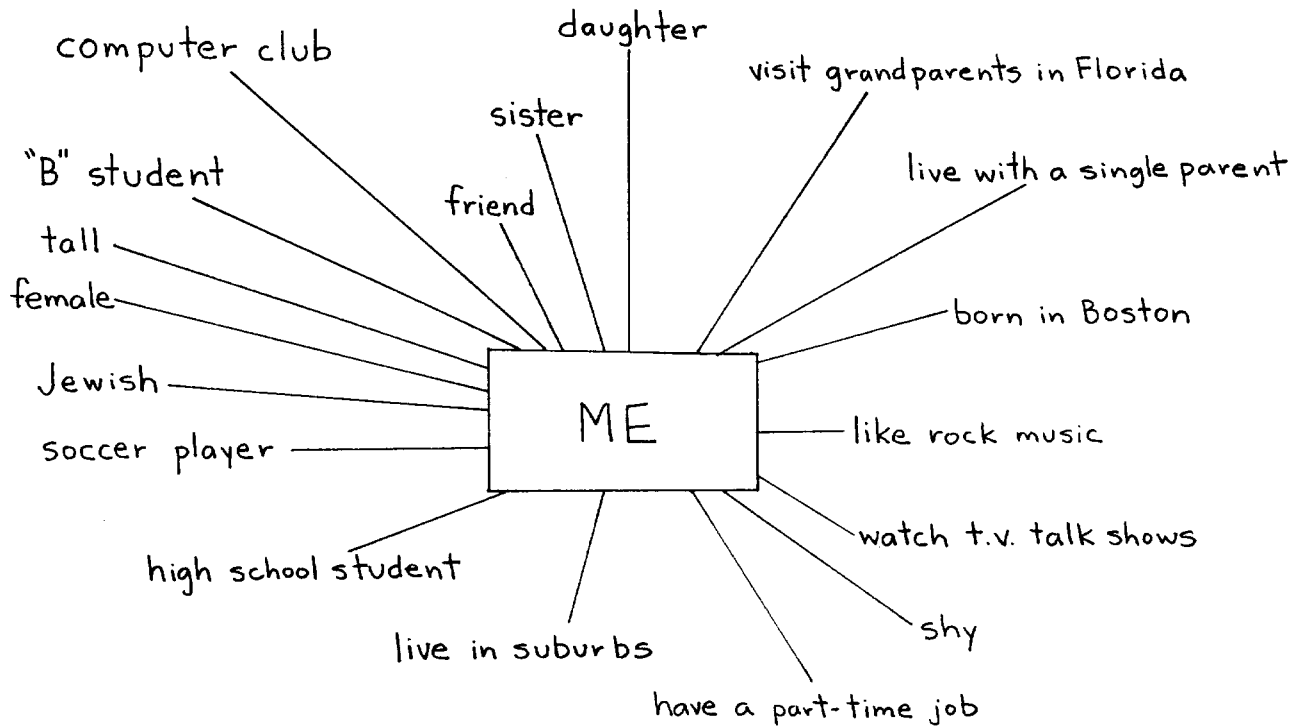 daughter
computer club
visit grandparents in Florida
sister
"B" student
live with a single parent
friend
tall
female
born in Boston
Jewish
ME
like rock music
soccer player
watch t.v. talk shows
high school student
shy
live in suburbs
have a part-time job